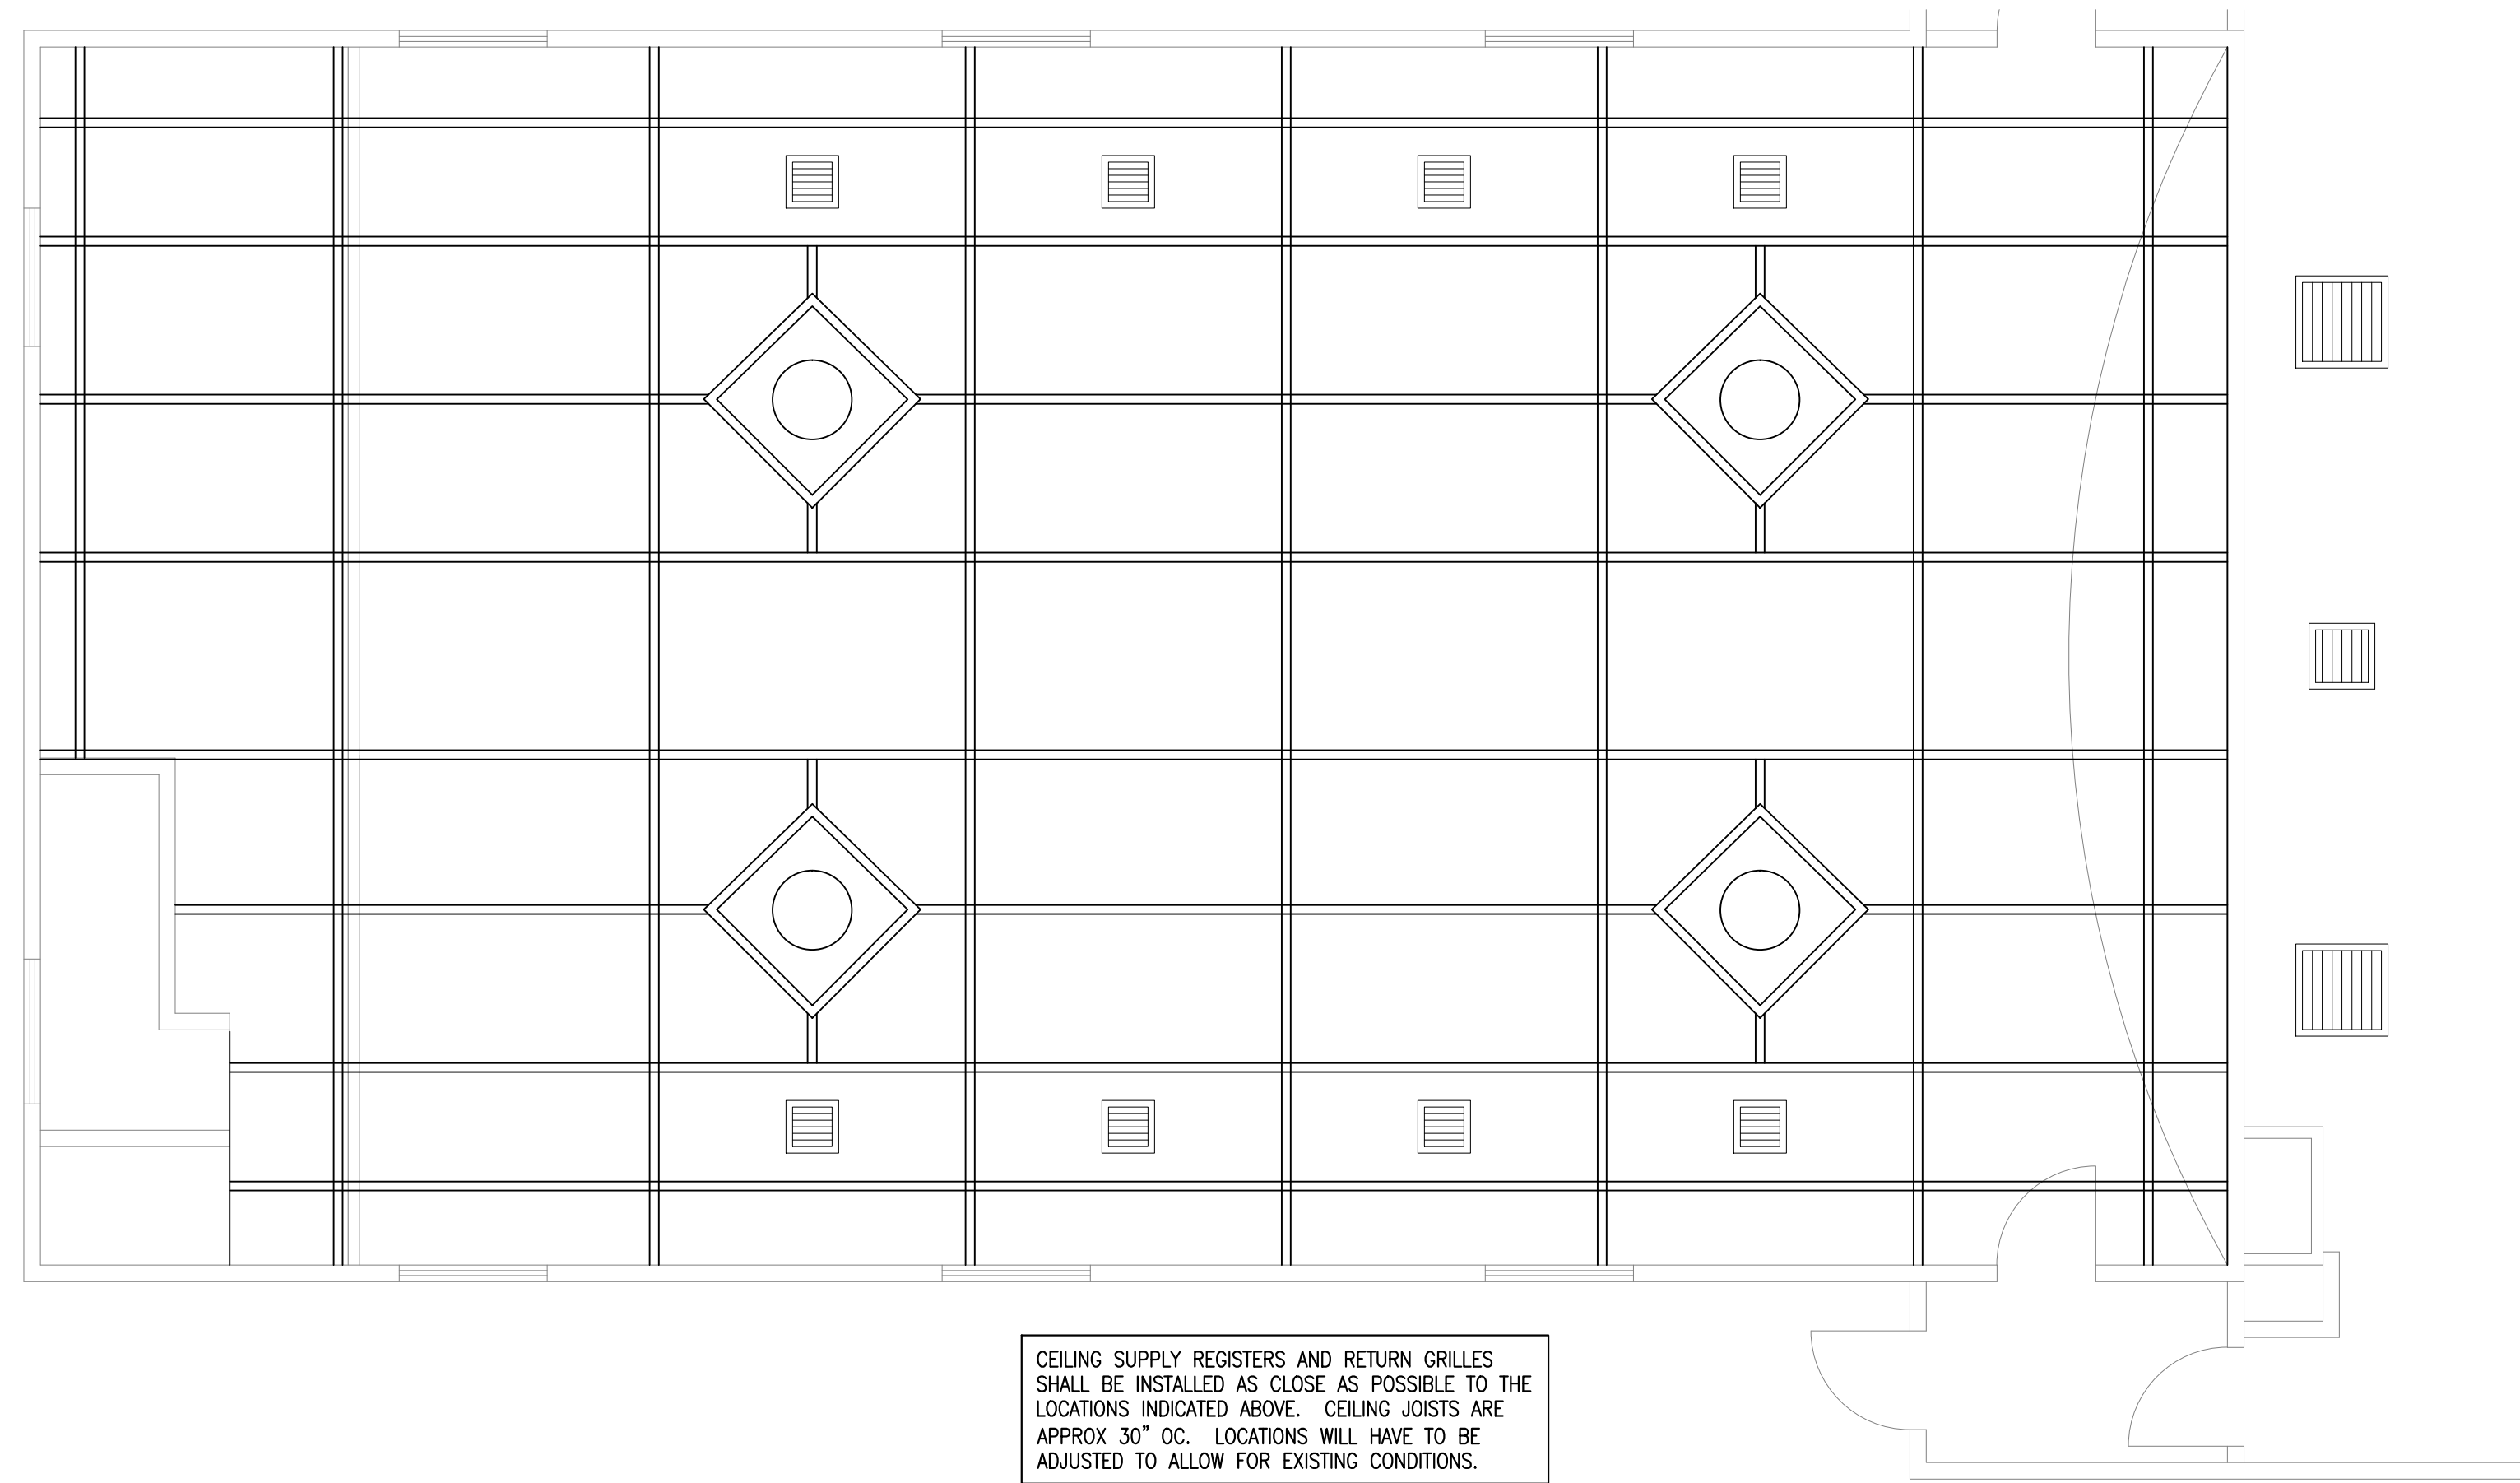 CEILING SUPPLY REGISTERS AND RETURN GRILLES
SHALL BE INSTALLED AS CLOSE AS POSSIBLE TO THE
LOCATIONS INDICATED ABOVE. CEILING JOISTS ARE
APPROX 30" OC. LOCATIONS WILL HAVE TO BE
ADJUSTED TO ALLOW FOR EXISTING CONDITIONS.